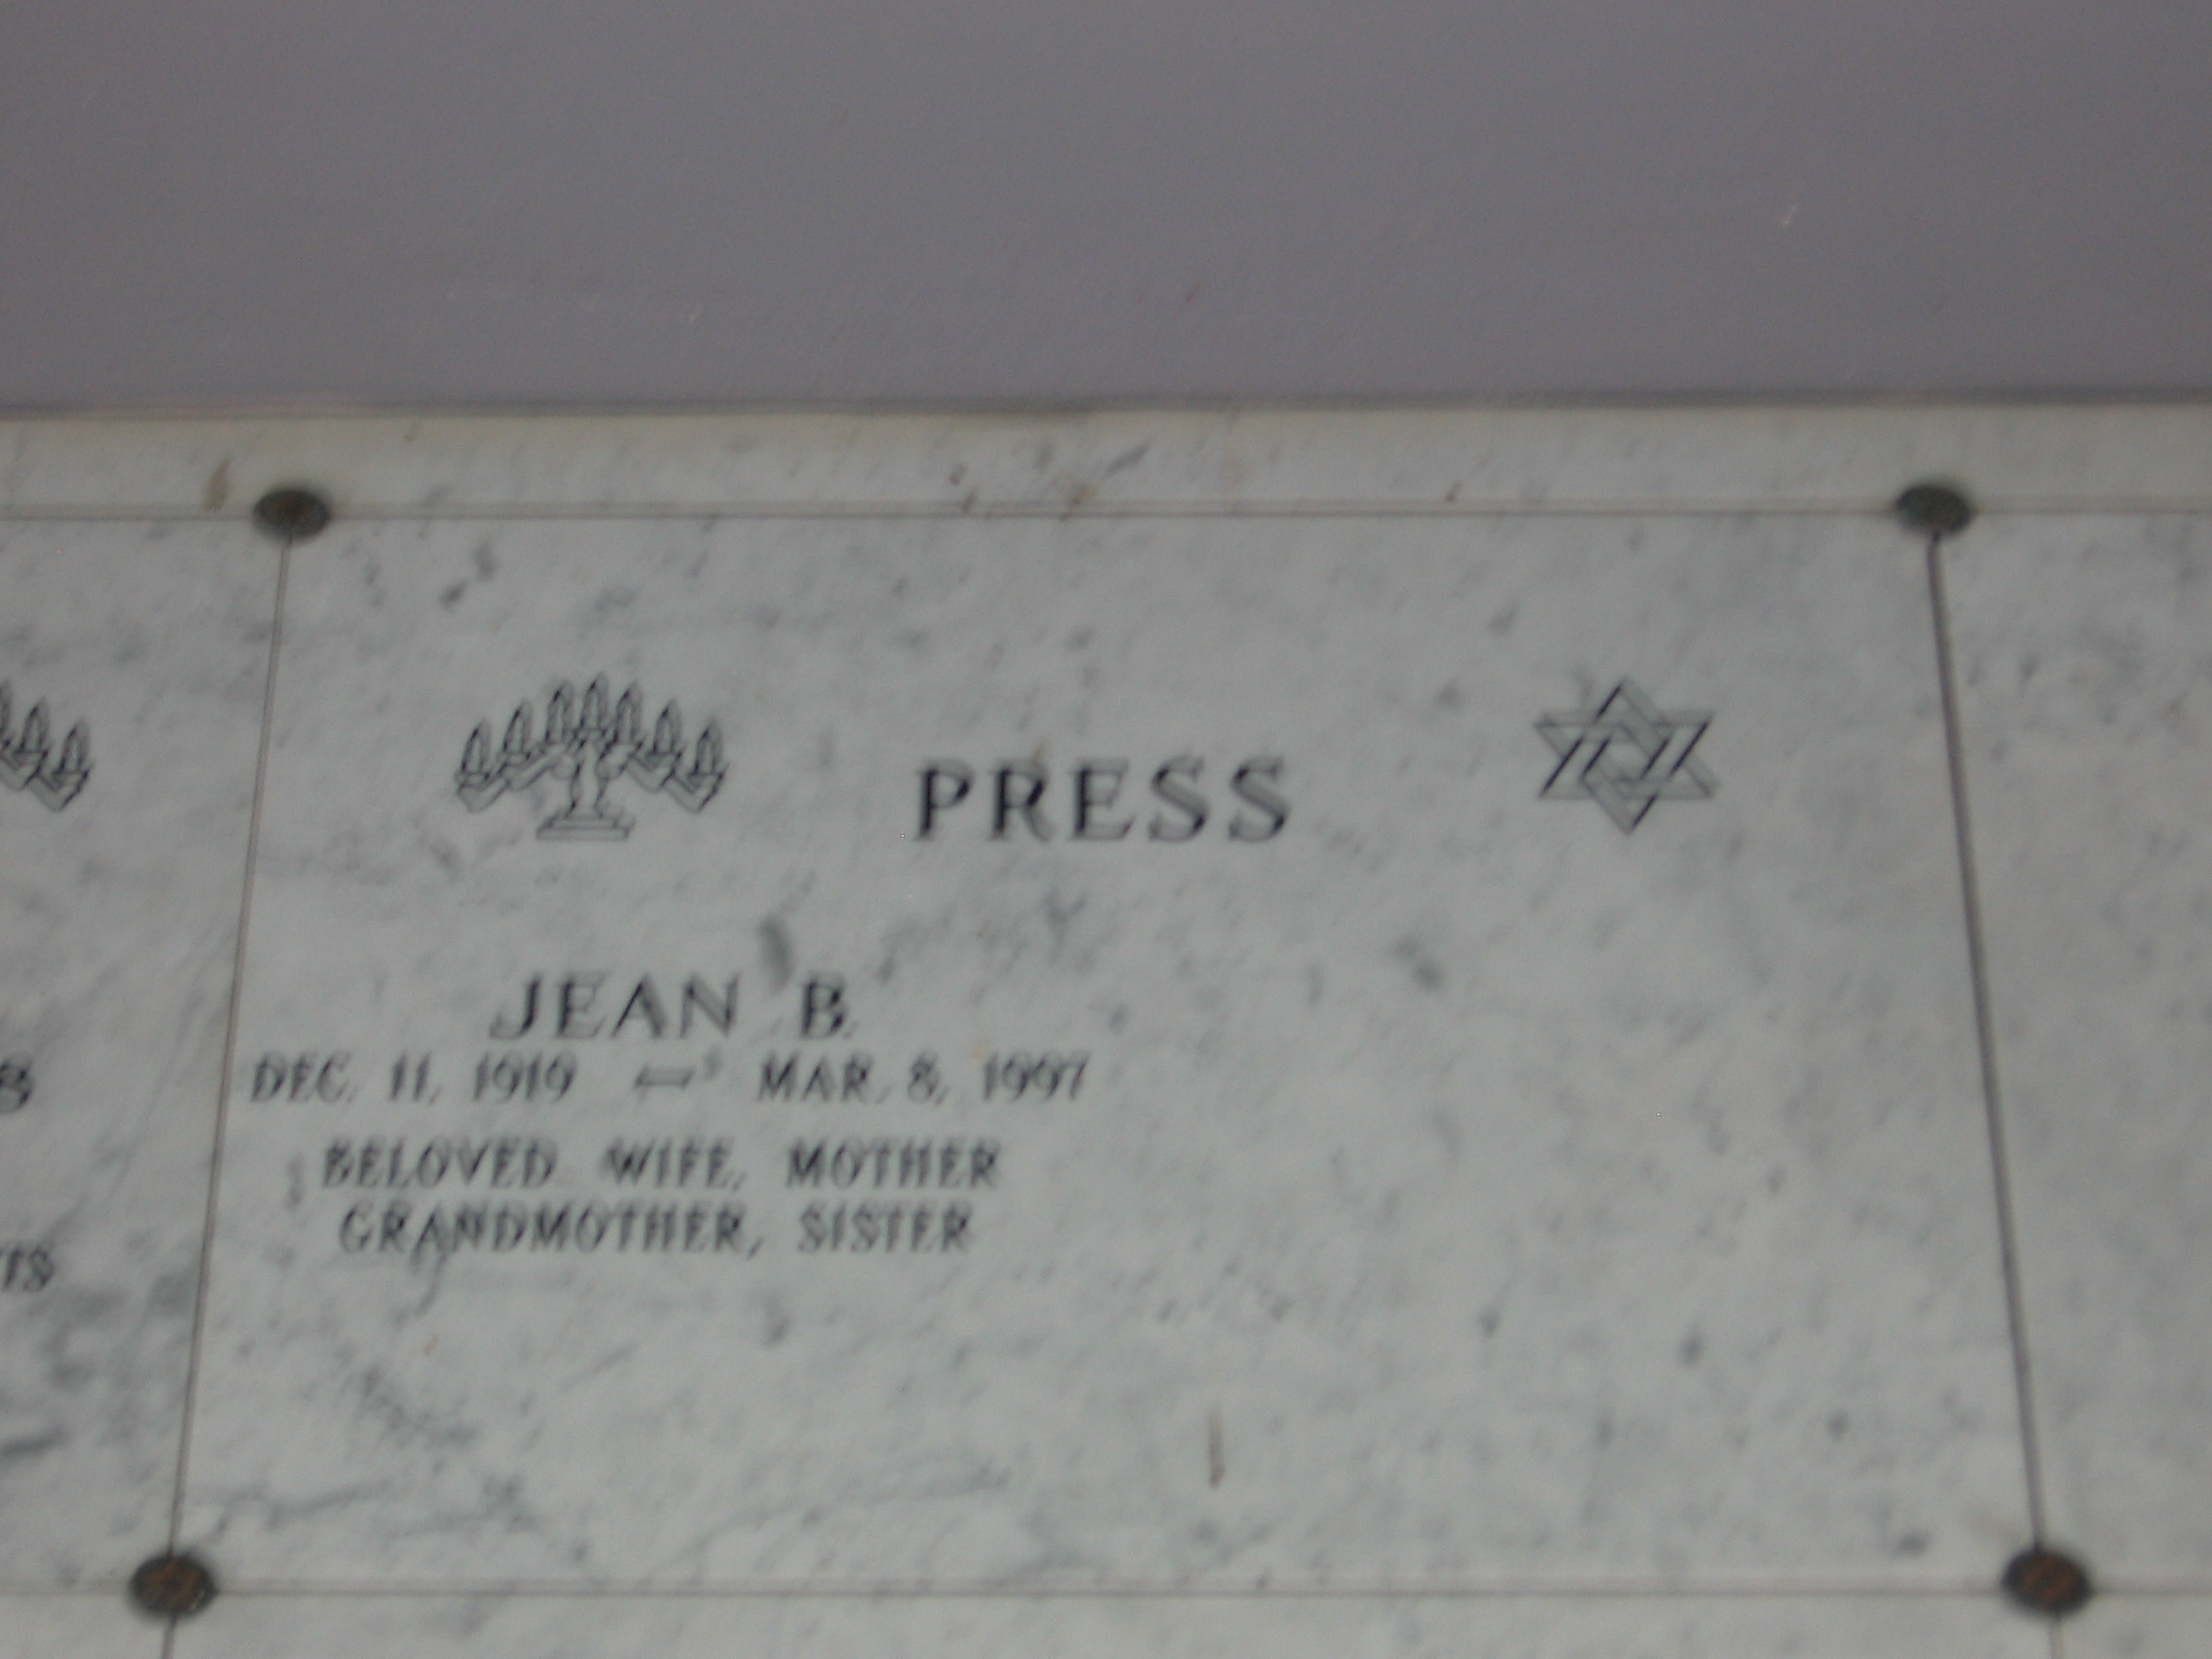 PRESS
JEAN B.
DEC. 11, 1919 — MAR. 8, 1997
BELOVED WIFE, MOTHER
GRANDMOTHER, SISTER